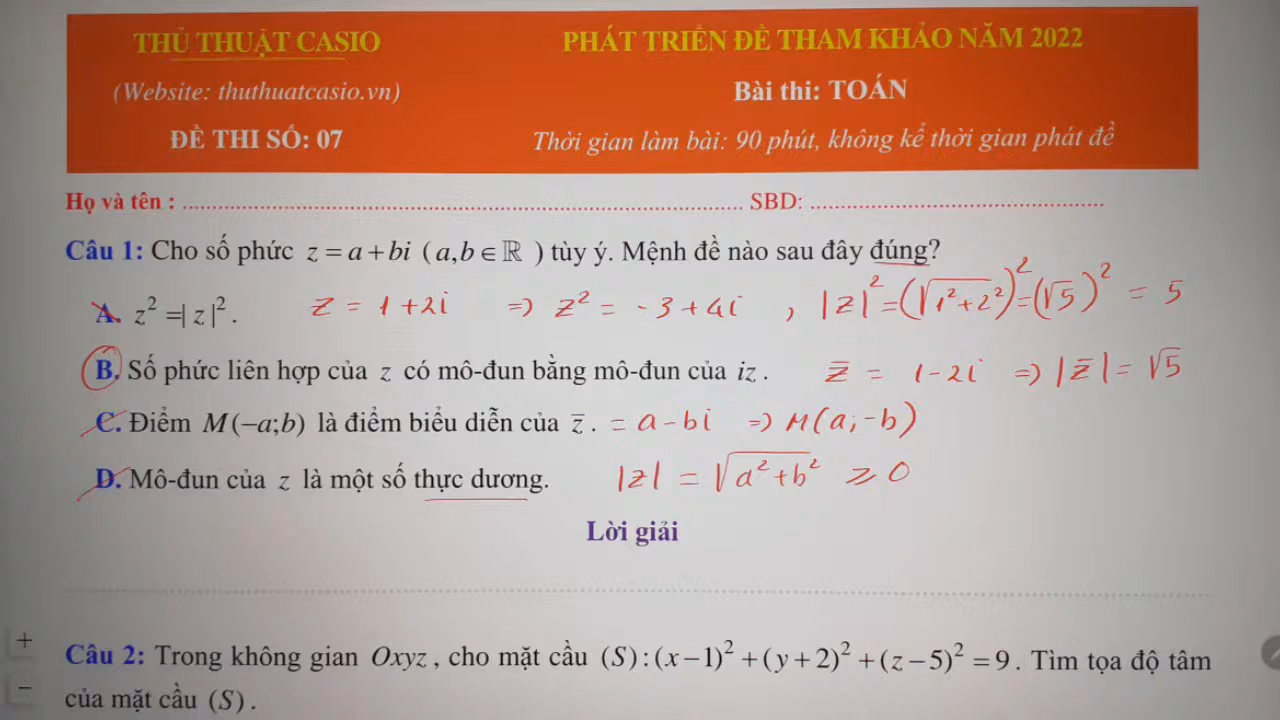 THỦ THUẬT CASIO
PHÁT TRIỂN ĐỀ THAM KHẢO NĂM 2022
(Website: thuthuatcasio.vn)
Bài thi: TOÁN
ĐỀ THI SỐ: 07
Thời gian làm bài: 90 phút, không kể thời gian phát đề
Họ và tên : ........................................ SBD: ........................................
Câu 1: Cho số phức z = a + bi ( a,b ∈ ℝ ) tùy ý. Mệnh đề nào sau đây đúng?
A. z² =| z |². z = 1 + 2i => z² = -3 + 4i , |z|² = (√(1² + 2²))² = (√5)² = 5
B. Số phức liên hợp của z có mô-đun bằng mô-đun của iz . z̅ = 1 - 2i => |z̅| = √5
C. Điểm M(−a;b) là điểm biểu diễn của z̅ . = a - bi => M(a; -b)
D. Mô-đun của z là một số thực dương. |z| = √(a² + b²) ⩾ 0
Lời giải
Câu 2: Trong không gian Oxyz , cho mặt cầu (S) : (x−1)² + (y+2)² + (z−5)² = 9 . Tìm tọa độ tâm
của mặt cầu (S) .